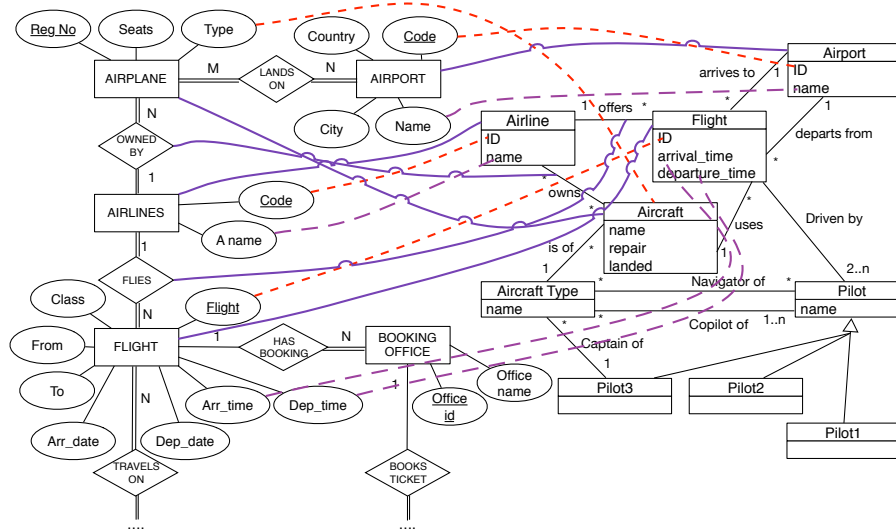 Reg No
Seats
Type
Country
Code
AIRPLANE
M
LANDS
ON
N
AIRPORT
City
Name
N
OWNED
BY
1
AIRLINES
Code
A name
1
FLIES
N
Class
Flight
From
FLIGHT
1
HAS
BOOKING
N
BOOKING
OFFICE
To
Arr_time
Dep_time
1
Office
id
Office
name
Arr_date
N
Dep_date
TRAVELS
ON
....
BOOKS
TICKET
....
Airport
ID
name
arrives to
1
*
1
departs from
*
Airline
ID
name
1
offers
*
Flight
ID
arrival_time
departure_time
*
owns
*
Aircraft
name
repair
landed
*
uses
1
Driven by
2..n
is of
*
1
Aircraft Type
name
*
Navigator of
*
Pilot
name
*
Copilot of
1..n
*
Captain of
1
Pilot3
Pilot2
Pilot1